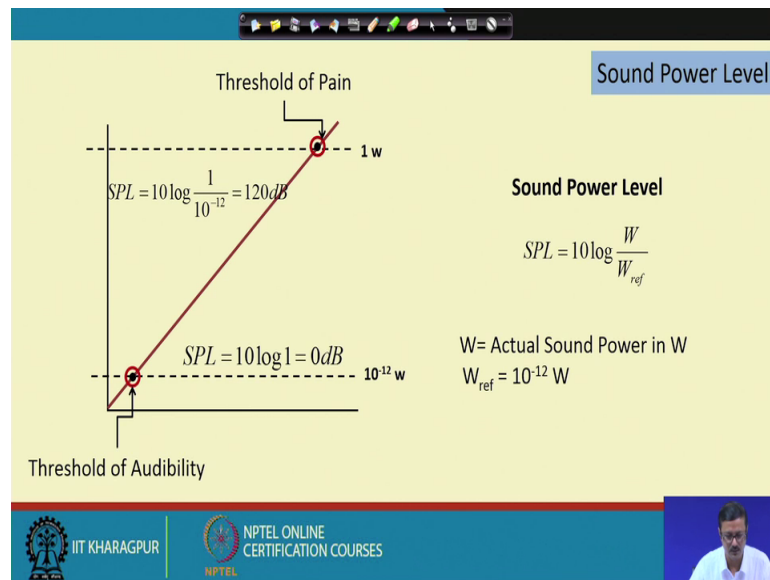 Sound Power Level
Threshold of Pain
1 w
SPL = 10 log 1/10⁻¹² = 120dB
Sound Power Level
SPL = 10 log W/W_ref
SPL = 10 log 1 = 0dB
10⁻¹² w
W= Actual Sound Power in W
W_ref = 10⁻¹² W
Threshold of Audibility
IIT KHARAGPUR
NPTEL
NPTEL ONLINE
CERTIFICATION COURSES